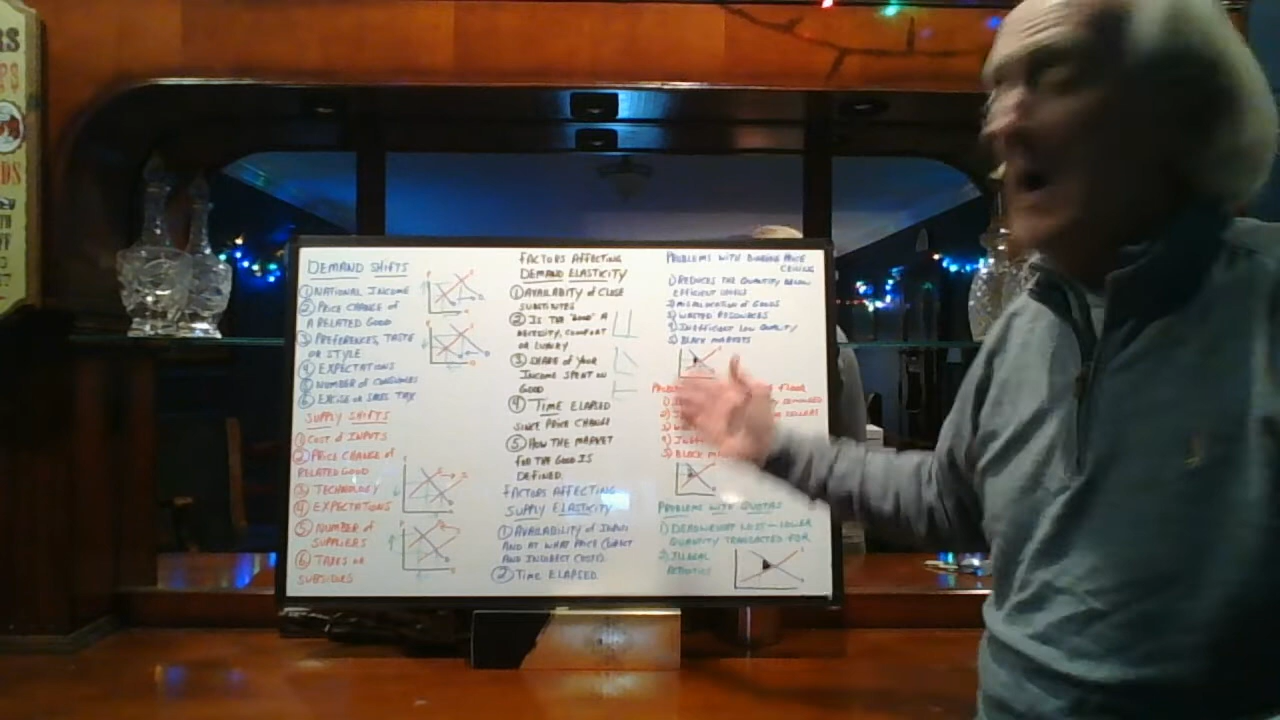 DEMAND SHIFTS
① NATIONAL INCOME
② PRICE CHANGE OF
A RELATED GOOD
③ PREFERENCES, TASTE
OR STYLE
④ EXPECTATIONS
⑤ NUMBER OF CONSUMERS
⑥ EXCISE OR SALES TAX
SUPPLY SHIFTS
① COST OF INPUTS
② PRICE CHANGE OF
RELATED GOOD
③ TECHNOLOGY
④ EXPECTATIONS
⑤ NUMBER OF
SUPPLIERS
⑥ TAXES OR
SUBSIDIES
FACTORS AFFECTING
DEMAND ELASTICITY
① AVAILABITY OF CLOSE
SUBSTITUTES
② IS THE "GOOD" A
NECESSITY, COMFORT
OR LUXURY
③ SHARE OF YOUR
INCOME SPENT ON
GOOD
④ TIME ELAPSED
SINCE PRICE CHANGE
⑤ HOW THE MARKET
FOR THE GOOD IS
DEFINED.
FACTORS AFFECTING
SUPPLY ELASTICITY
① AVAILABILITY OF INPUTS
AND AT WHAT PRICE (DIRECT
AND INDIRECT COSTS)
② TIME ELAPSED
PROBLEMS WITH BINDING PRICE
CEILING
1) REDUCES THE QUANTITY BELOW
EFFICIENT LEVELS
2) MISALLOCATION OF GOODS
3) WASTED RESOURCES
4) INEFFICIENT LOW QUALITY
5) BLACK MARKETS
FLOOR
SELLERS
5) BLACK
PROBLEMS WITH QUOTAS
1) DEADWEIGHT LOST - LOWER
QUANTITY TRANSACTED FOR
2) ILLEGAL
ACTIVITIES